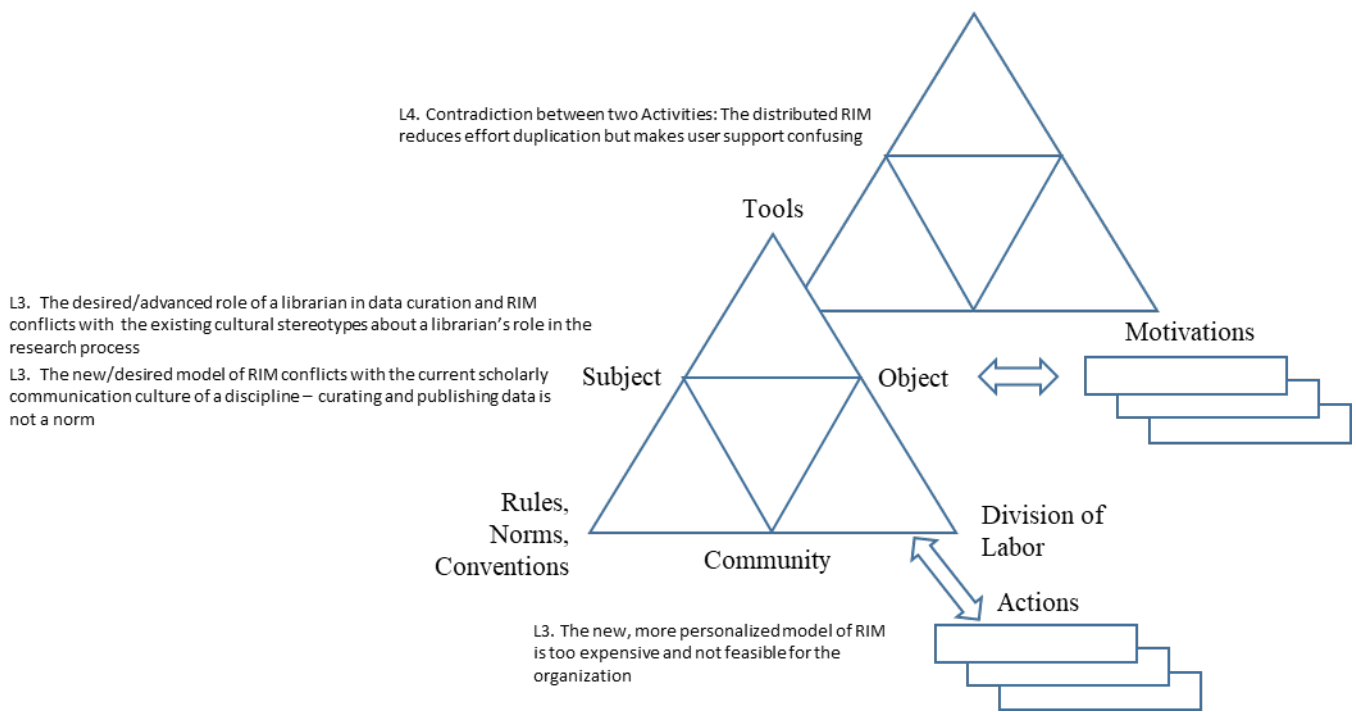 L4. Contradiction between two Activities: The distributed RIM
reduces effort duplication but makes user support confusing
Tools
L3. The desired/advanced role of a librarian in data curation and RIM
conflicts with the existing cultural stereotypes about a librarian's role in the
research process
L3. The new/desired model of RIM conflicts with the current scholarly
communication culture of a discipline – curating and publishing data is
not a norm
Subject
Object
Motivations
Rules,
Norms,
Conventions
Community
Division of
Labor
Actions
L3. The new, more personalized model of RIM
is too expensive and not feasible for the
organization